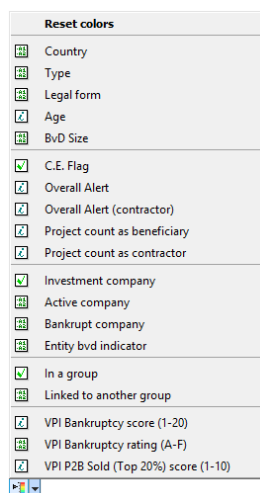 Reset colors
Country
Type
Legal form
Age
BvD Size
C.E. Flag
Overall Alert
Overall Alert (contractor)
Project count as beneficiary
Project count as contractor
Investment company
Active company
Bankrupt company
Entity bvd indicator
In a group
Linked to another group
VPI Bankruptcy score (1-20)
VPI Bankruptcy rating (A-F)
VPI P2B Sold (Top 20%) score (1-10)